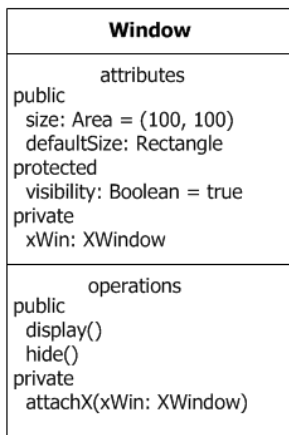 Window
attributes
public
size: Area = (100, 100)
defaultSize: Rectangle
protected
visibility: Boolean = true
private
xWin: XWindow
operations
public
display()
hide()
private
attachX(xWin: XWindow)